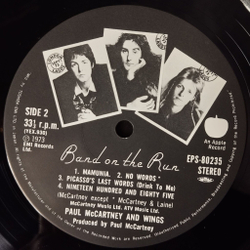 SIDE 2
33⅓ r.p.m.
(YEX.930)
℗ 1973
EMI Records Ltd.
An Apple
Record
EPS-80235
STEREO
Band on the Run
1. MAMUNIA, 2. NO WORDS*
3. PICASSO'S LAST WORDS (Drink To Me)
4. NINETEEN HUNDRED AND EIGHTY FIVE
(McCartney except * McCartney & Laine)
McCartney Music Ltd. ATV Music Ltd.
PAUL McCARTNEY AND WINGS
Produced by Paul McCartney